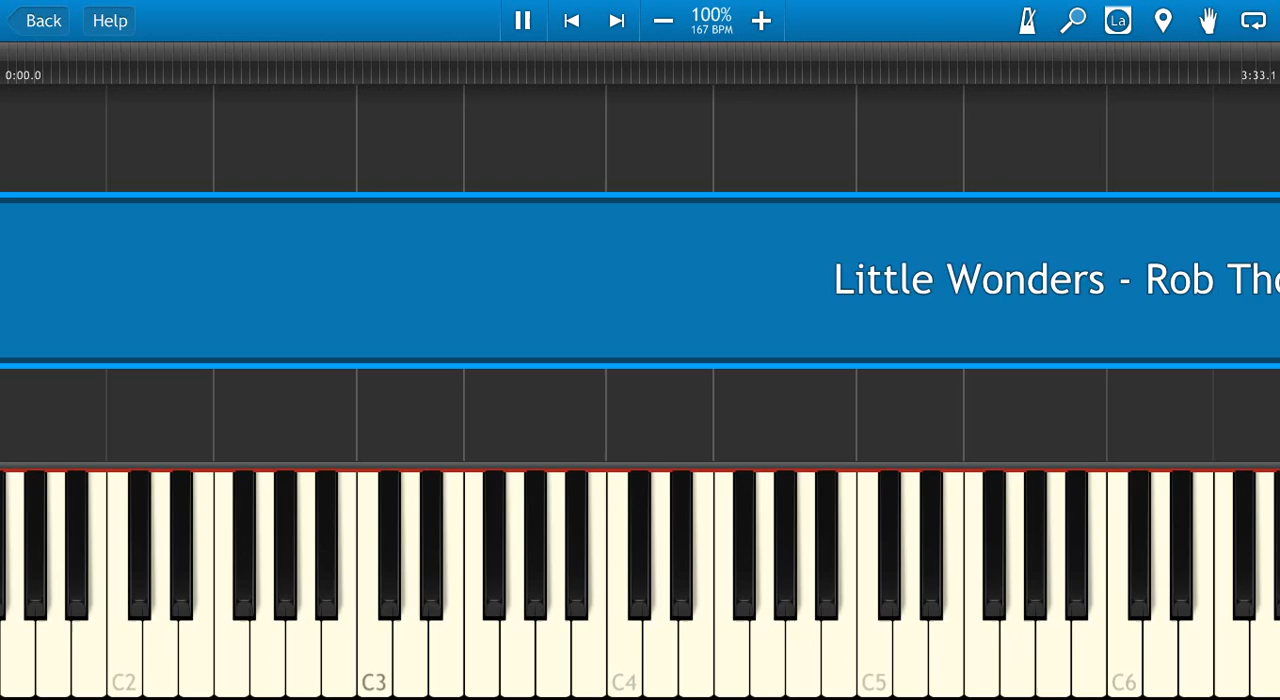 Back Help 100% La
167 BPM
0:00.0 3:33.1
Little Wonders - Rob
C2 C3 C4 C5 C6